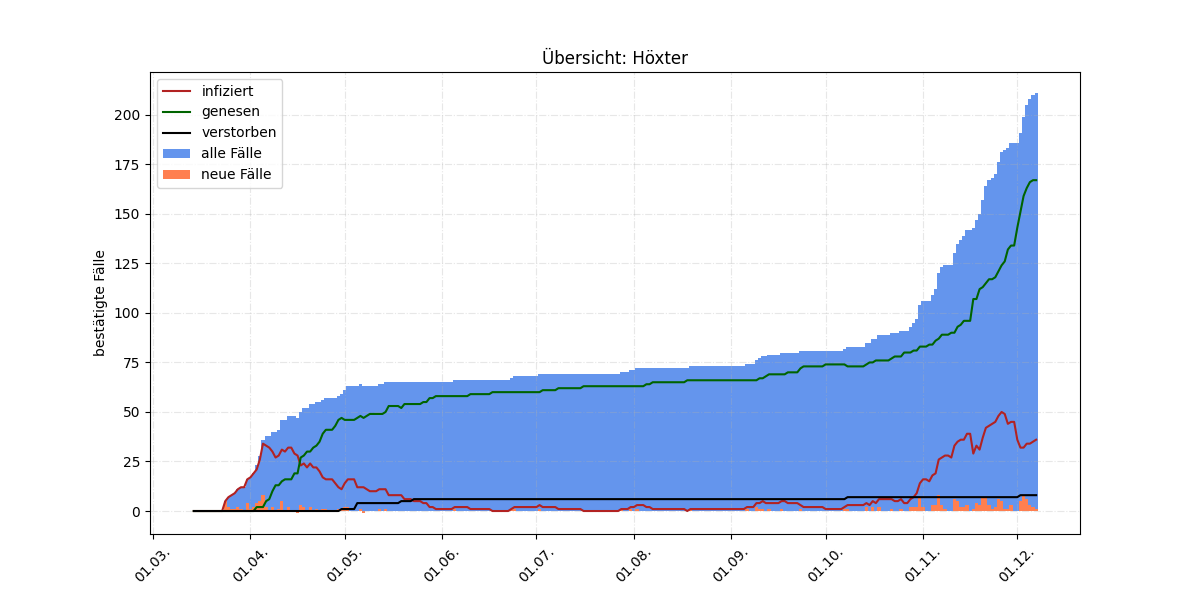 Übersicht: Höxter
infiziert
genesen
verstorben
alle Fälle
neue Fälle
bestätigte Fälle
200
175
150
125
100
75
50
25
0
01.03.
01.04.
01.05.
01.06.
01.07.
01.08.
01.09.
01.10.
01.11.
01.12.